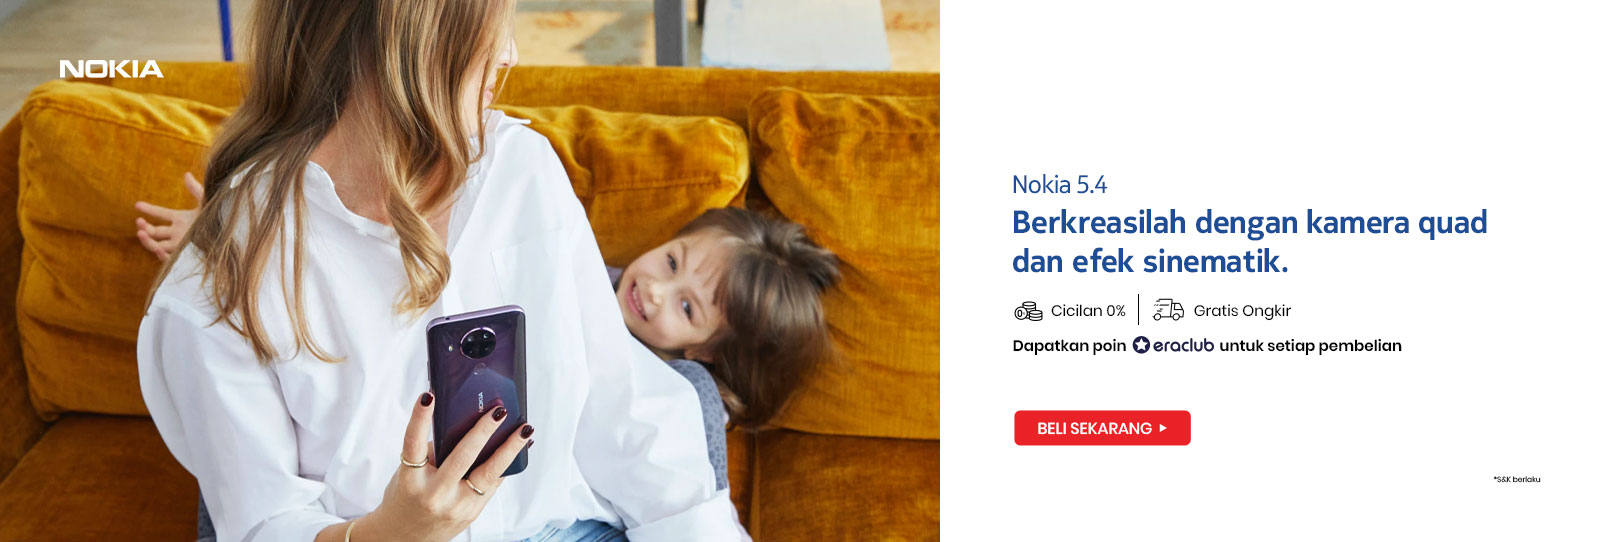 NOKIA
Nokia 5.4
Berkreasilah dengan kamera quad
dan efek sinematik.
Cicilan 0% Gratis Ongkir
Dapatkan poin eraclub untuk setiap pembelian
BELI SEKARANG
*S&K berlaku
NOKIA